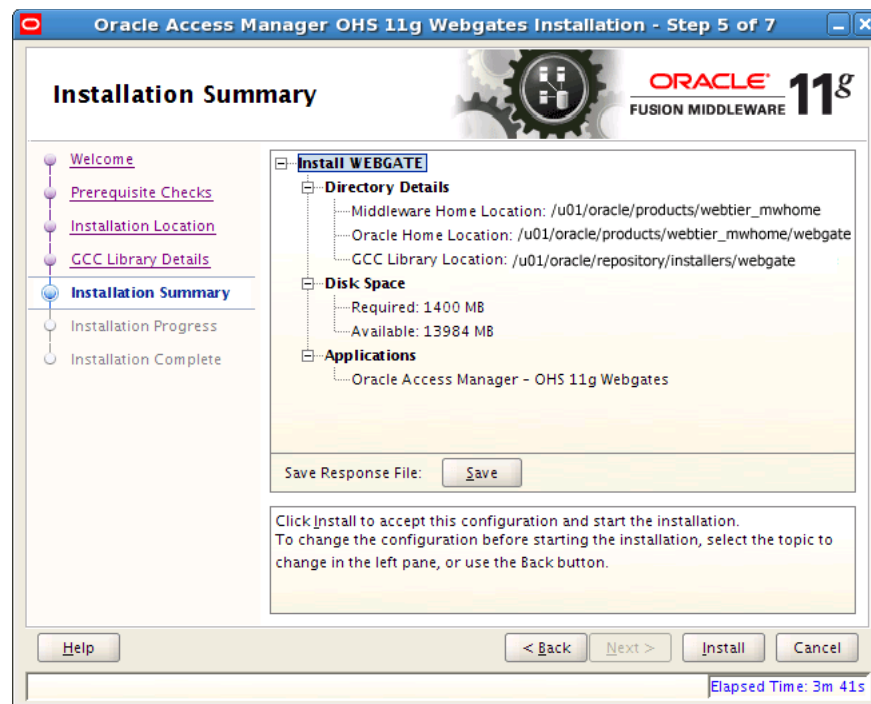 Oracle Access Manager OHS 11g Webgates Installation - Step 5 of 7
Installation Summary
ORACLE
FUSION MIDDLEWARE
11g
Welcome
Prerequisite Checks
Installation Location
GCC Library Details
Installation Summary
Installation Progress
Installation Complete
Install WEBGATE
Directory Details
Middleware Home Location: /u01/oracle/products/webtier_mwhome
Oracle Home Location: /u01/oracle/products/webtier_mwhome/webgate
GCC Library Location: /u01/oracle/repository/installers/webgate
Disk Space
Required: 1400 MB
Available: 13984 MB
Applications
Oracle Access Manager - OHS 11g Webgates
Save Response File: Save
Click Install to accept this configuration and start the installation.
To change the configuration before starting the installation, select the topic to
change in the left pane, or use the Back button.
Help < Back Next > Install Cancel
Elapsed Time: 3m 41s